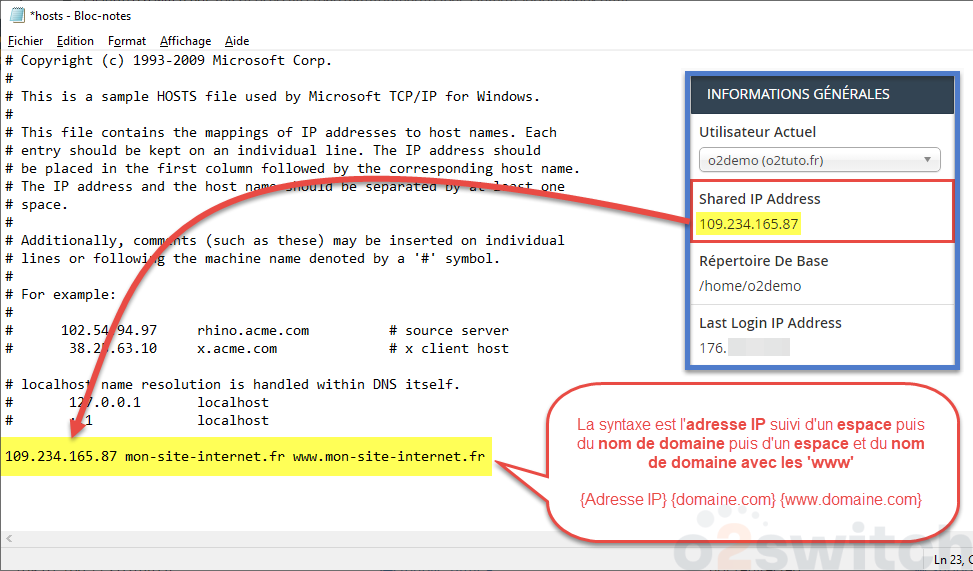 *hosts - Bloc-notes
Fichier Edition Format Affichage Aide
# Copyright (c) 1993-2009 Microsoft Corp.
#
# This is a sample HOSTS file used by Microsoft TCP/IP for Windows.
#
# This file contains the mappings of IP addresses to host names. Each
# entry should be kept on an individual line. The IP address should
# be placed in the first column followed by the corresponding host name.
# The IP address and the host name should be separated by at least one
# space.
#
# Additionally, comments (such as these) may be inserted on individual
# lines or following the machine name denoted by a '#' symbol.
#
# For example:
#
# 102.54.94.97 rhino.acme.com # source server
# 38.25.63.10 x.acme.com # x client host
# localhost name resolution is handled within DNS itself.
# 127.0.0.1 localhost
# ::1 localhost
109.234.165.87 mon-site-internet.fr www.mon-site-internet.fr
INFORMATIONS GÉNÉRALES
Utilisateur Actuel
o2demo (o2tuto.fr)
Shared IP Address
109.234.165.87
Répertoire De Base
/home/o2demo
Last Login IP Address
176.
La syntaxe est l'adresse IP suivi d'un espace puis
du nom de domaine puis d'un espace et du nom
de domaine avec les 'www'
{Adresse IP} {domaine.com} {www.domaine.com}
o2switch
Ln 23, C